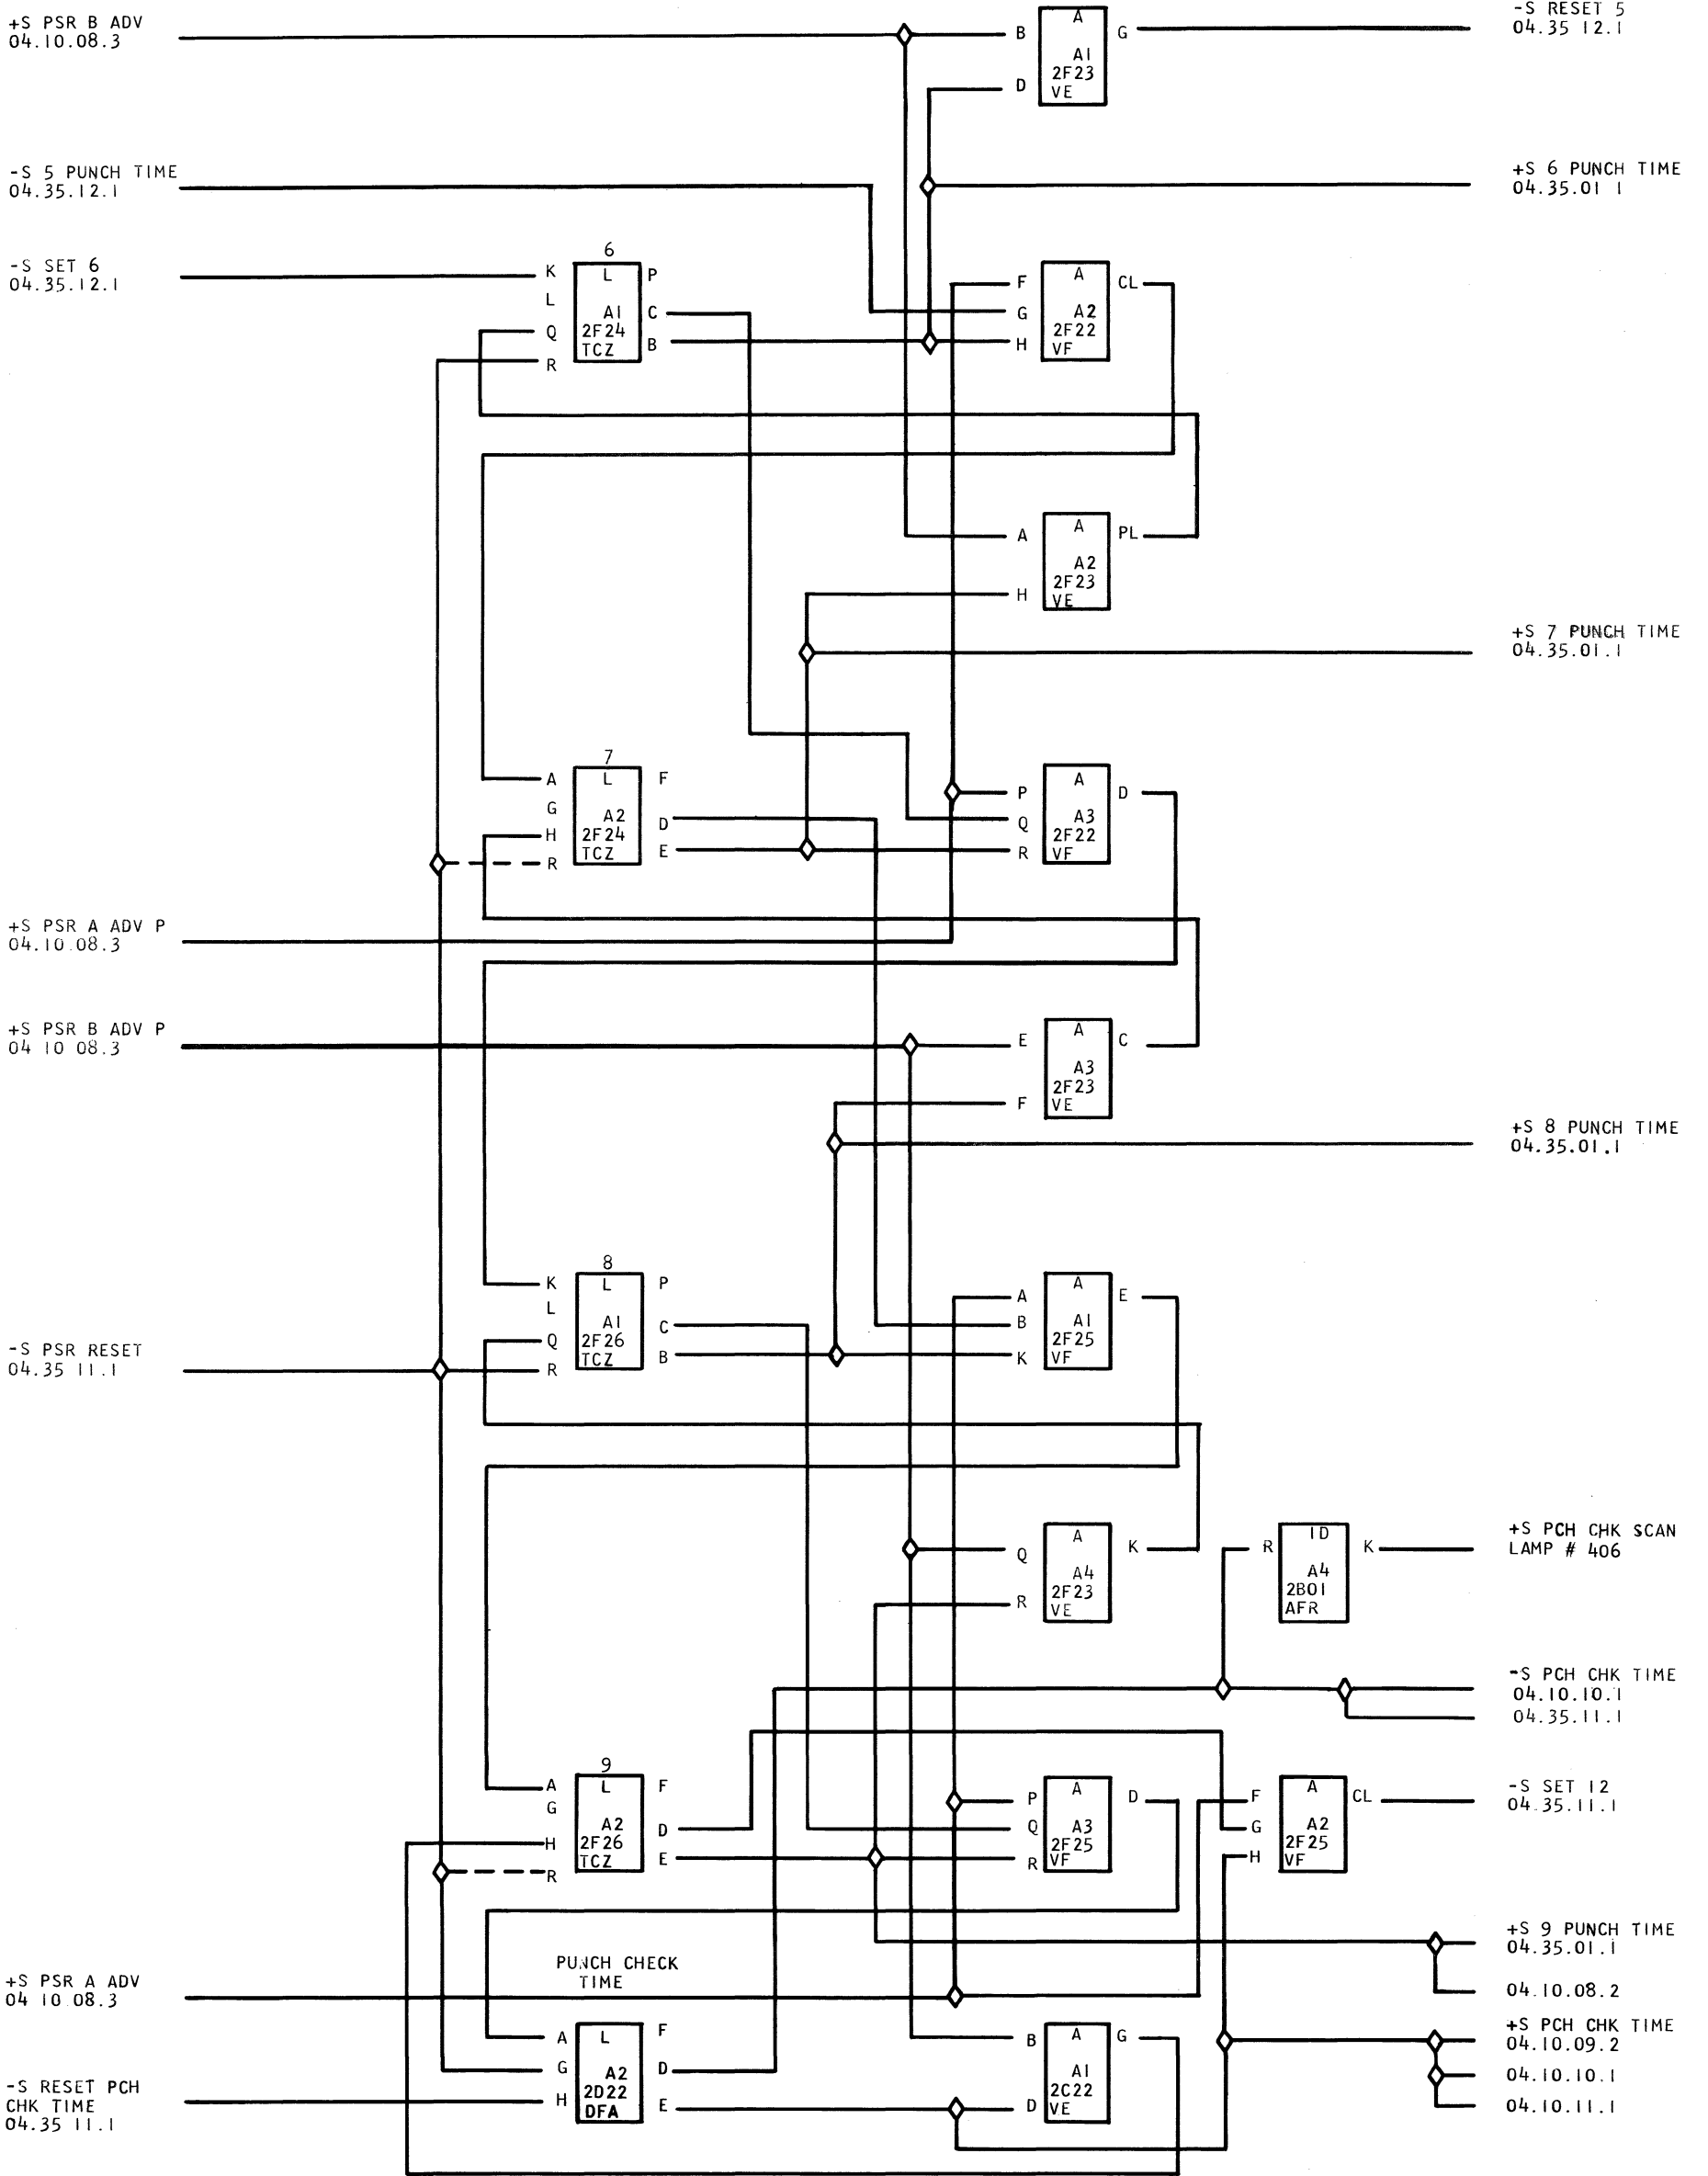 +S PSR B ADV
04.10.08.3
B
D
A
A1
2F23
VE
G
-S RESET 5
04.35 12.1
-S 5 PUNCH TIME
04.35.12.1
+S 6 PUNCH TIME
04.35.01 1
-S SET 6
04.35.12.1
6
K
L
Q
R
L
A1
2F24
TCZ
P
C
B
F
G
H
A
A2
2F22
VF
CL
A
H
A
A2
2F23
VE
PL
+S 7 PUNCH TIME
04.35.01.1
7
A
G
H
R
L
A2
2F24
TCZ
F
D
E
P
Q
R
A
A3
2F22
VF
D
+S PSR A ADV P
04.10.08.3
+S PSR B ADV P
04 10 08.3
E
F
A
A3
2F23
VE
C
+S 8 PUNCH TIME
04.35.01.1
8
K
L
Q
R
L
A1
2F26
TCZ
P
C
B
A
B
K
A
A1
2F25
VF
E
-S PSR RESET
04.35 11.1
Q
R
A
A4
2F23
VE
K
R
ID
A4
2B01
AFR
K
+S PCH CHK SCAN
LAMP # 406
-S PCH CHK TIME
04.10.10.1
04.35.11.1
9
A
G
H
R
L
A2
2F26
TCZ
F
D
E
P
Q
R
A
A3
2F25
VF
D
F
G
H
A
A2
2F25
VF
CL
-S SET 12
04.35.11.1
+S 9 PUNCH TIME
04.35.01.1
04.10.08.2
+S PSR A ADV
04 10 08.3
PUNCH CHECK
TIME
A
G
H
L
A2
2D22
DFA
F
D
E
B
D
A
A1
2C22
VE
G
+S PCH CHK TIME
04.10.09.2
04.10.10.1
04.10.11.1
-S RESET PCH
CHK TIME
04.35 11.1